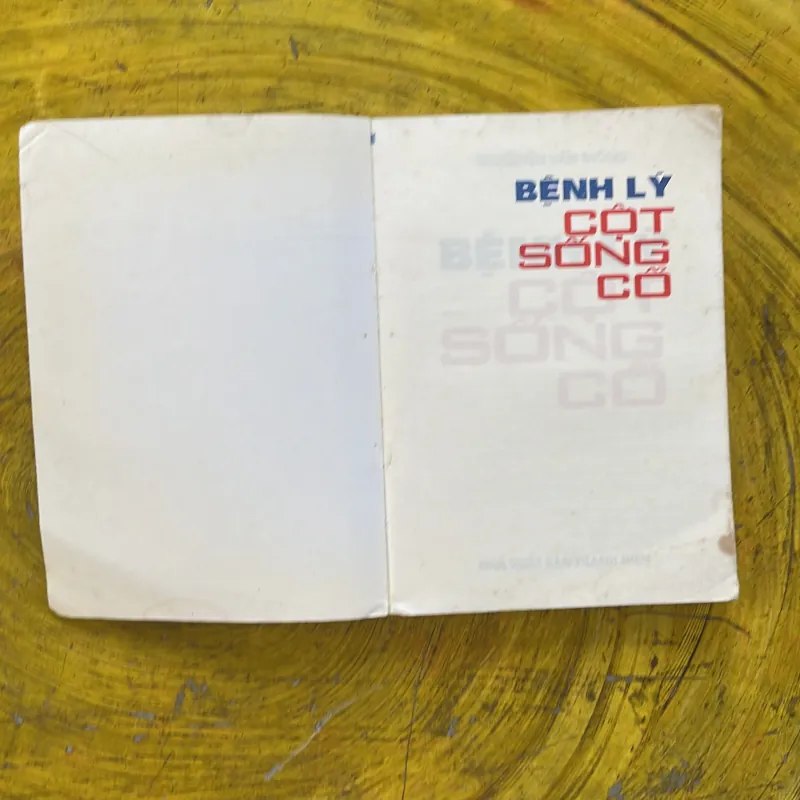 BỆNH LÝ
CỘT
SỐNG
CỔ